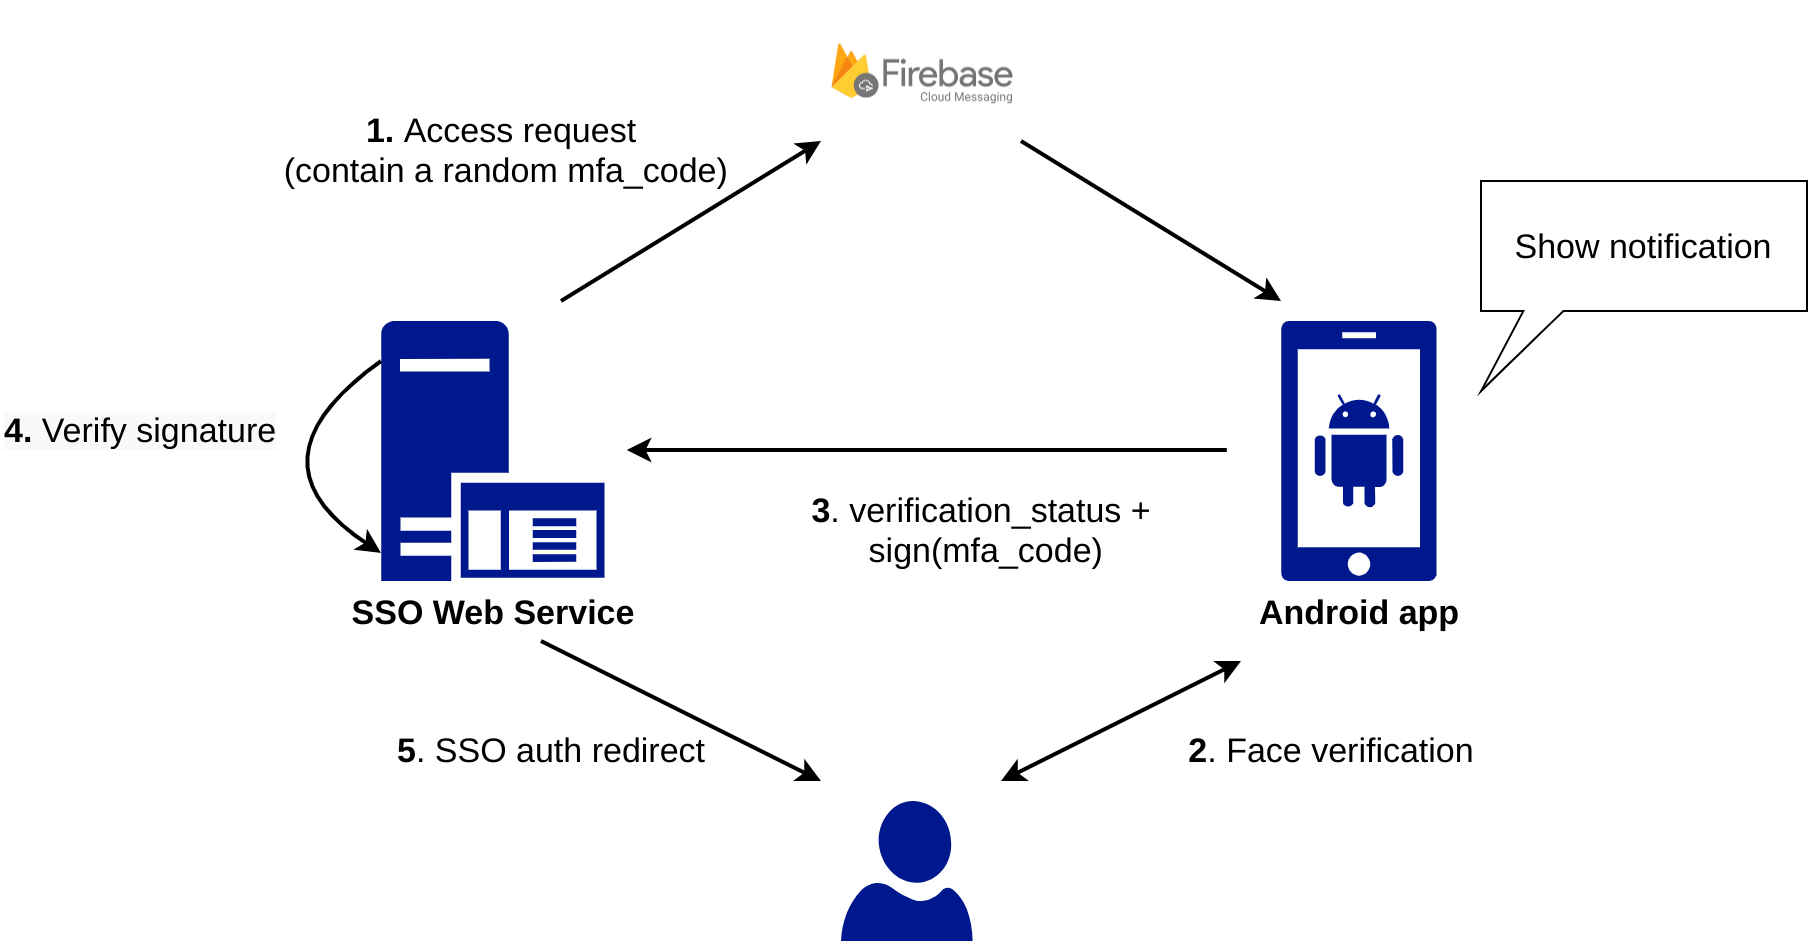 Firebase
Cloud Messaging
1. Access request
(contain a random mfa_code)
Show notification
4. Verify signature
3. verification_status +
sign(mfa_code)
SSO Web Service
Android app
5. SSO auth redirect
2. Face verification